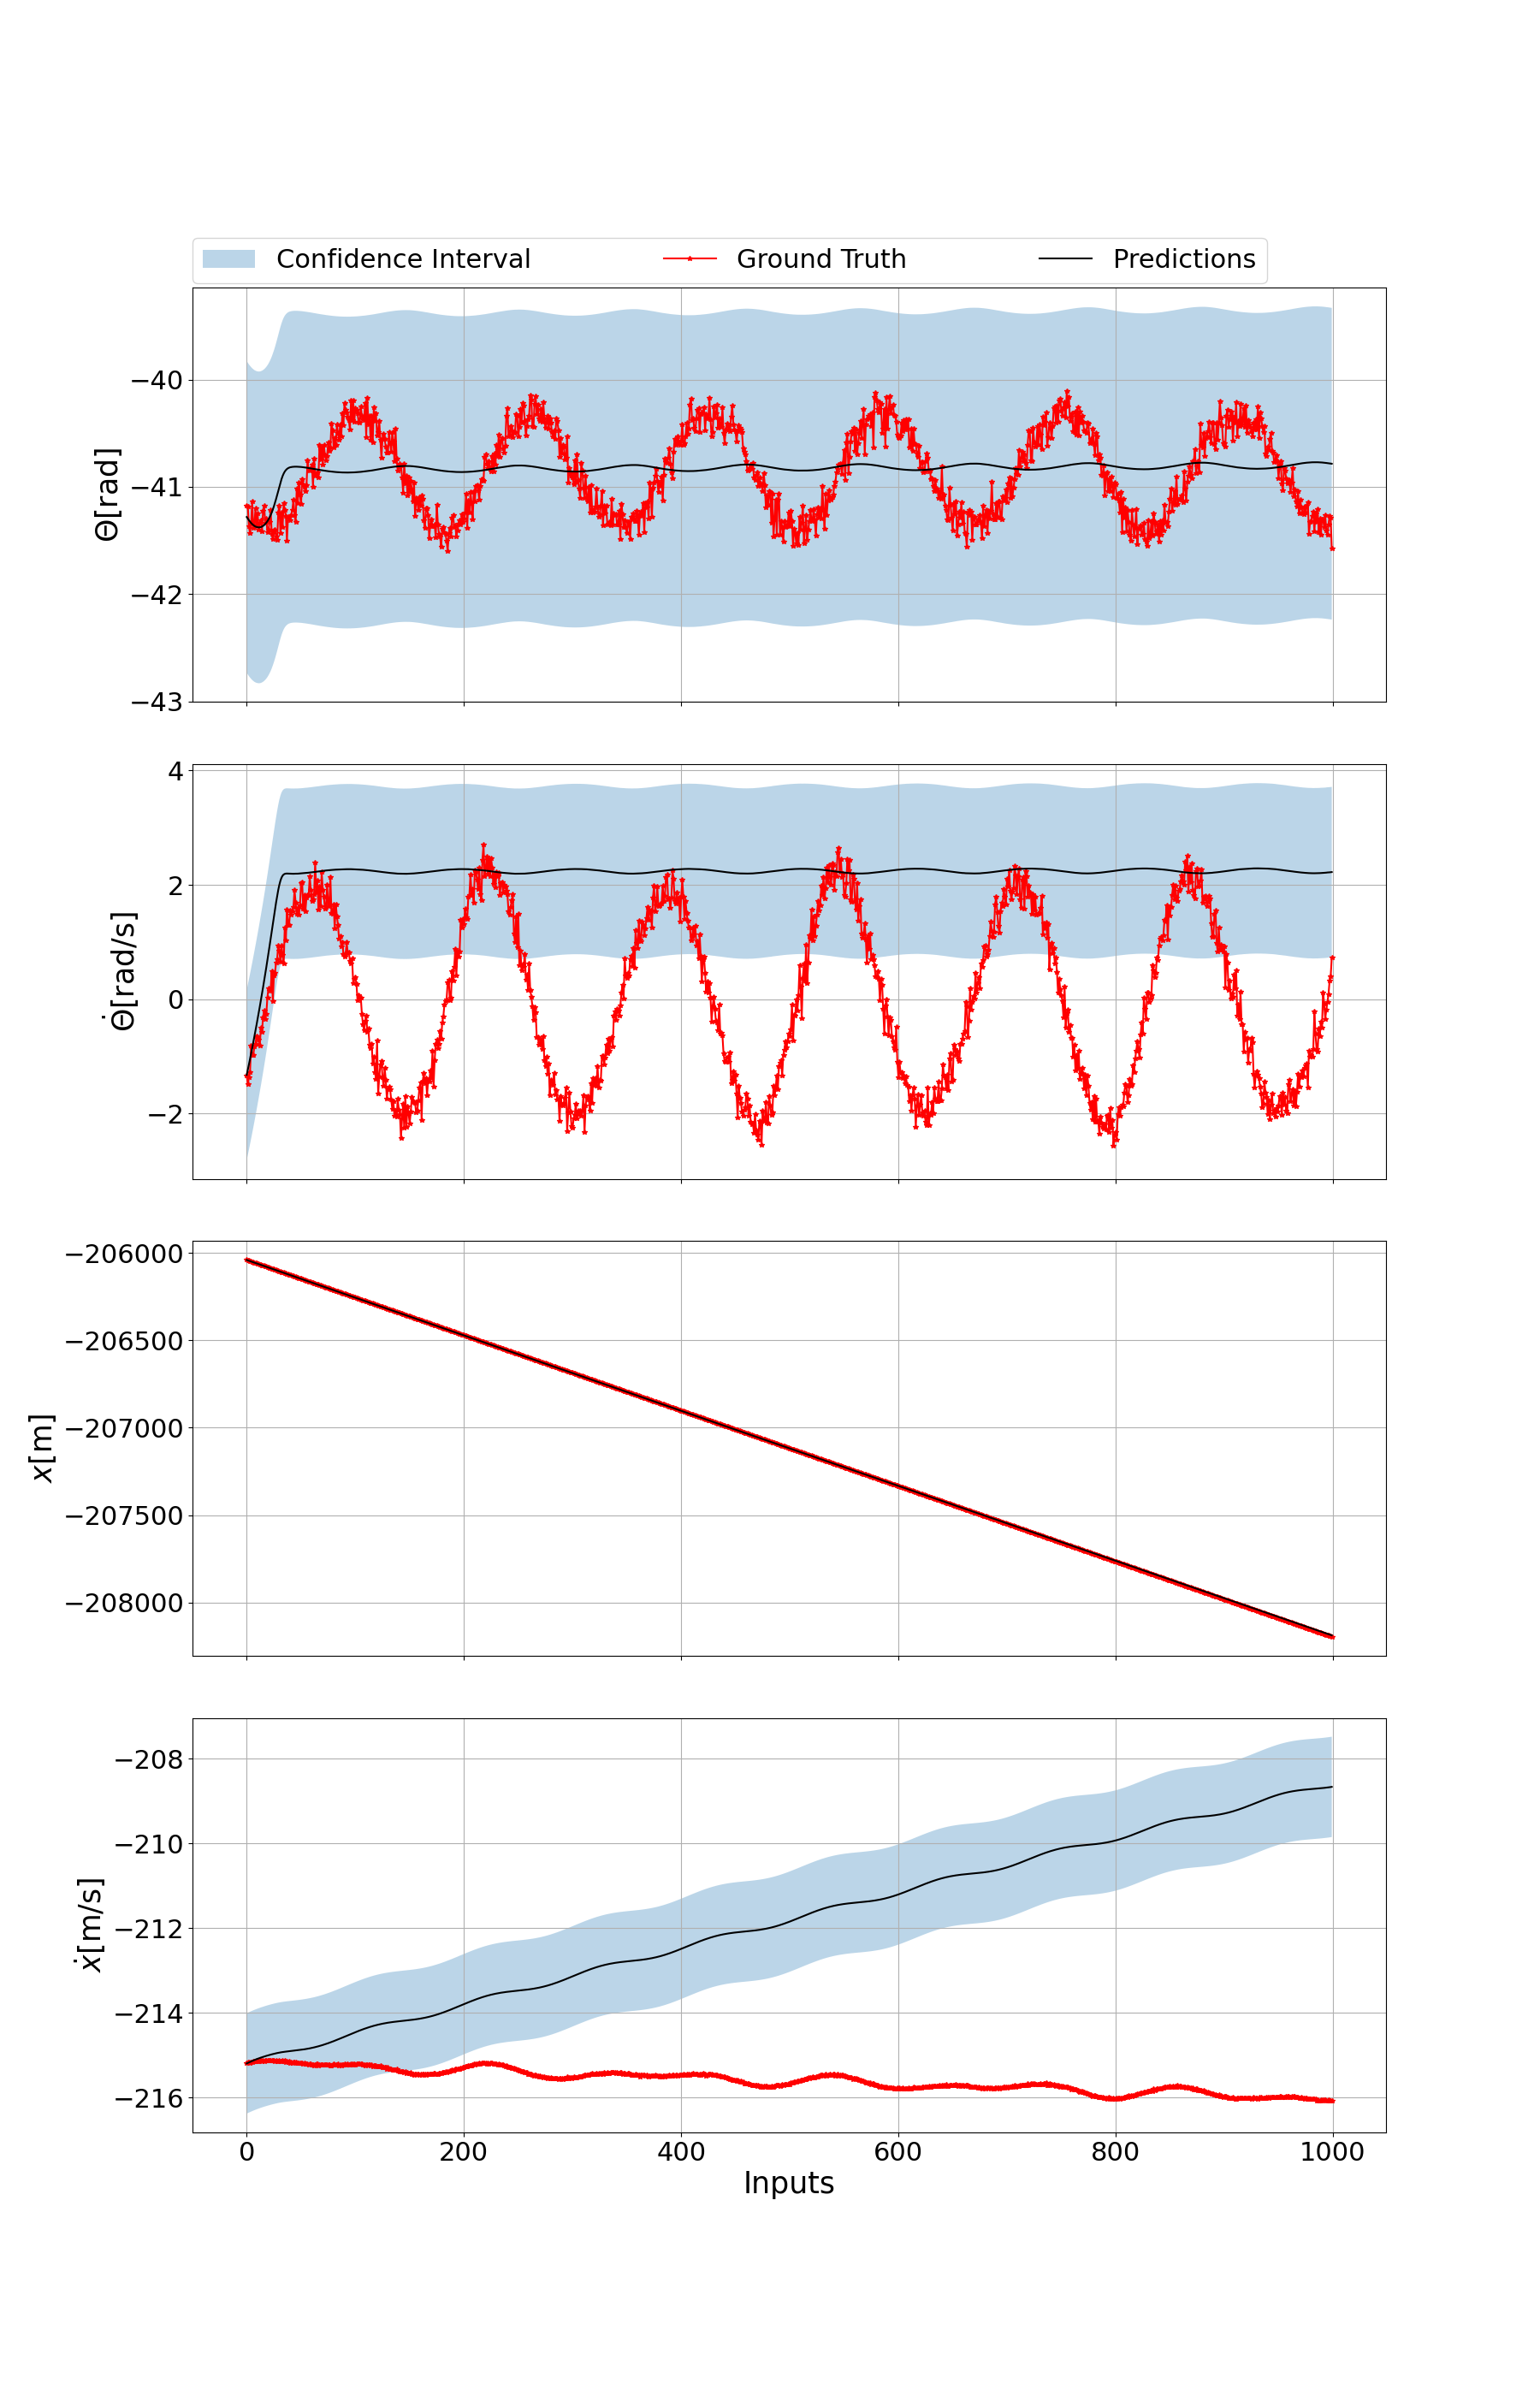 Confidence Interval Ground Truth Predictions
−40
−41
−42
−43
Θ[rad]
4
2
0
−2
Θ̇[rad/s]
−206000
−206500
−207000
−207500
−208000
x[m]
−208
−210
−212
−214
−216
ẋ[m/s]
0 200 400 600 800 1000
Inputs